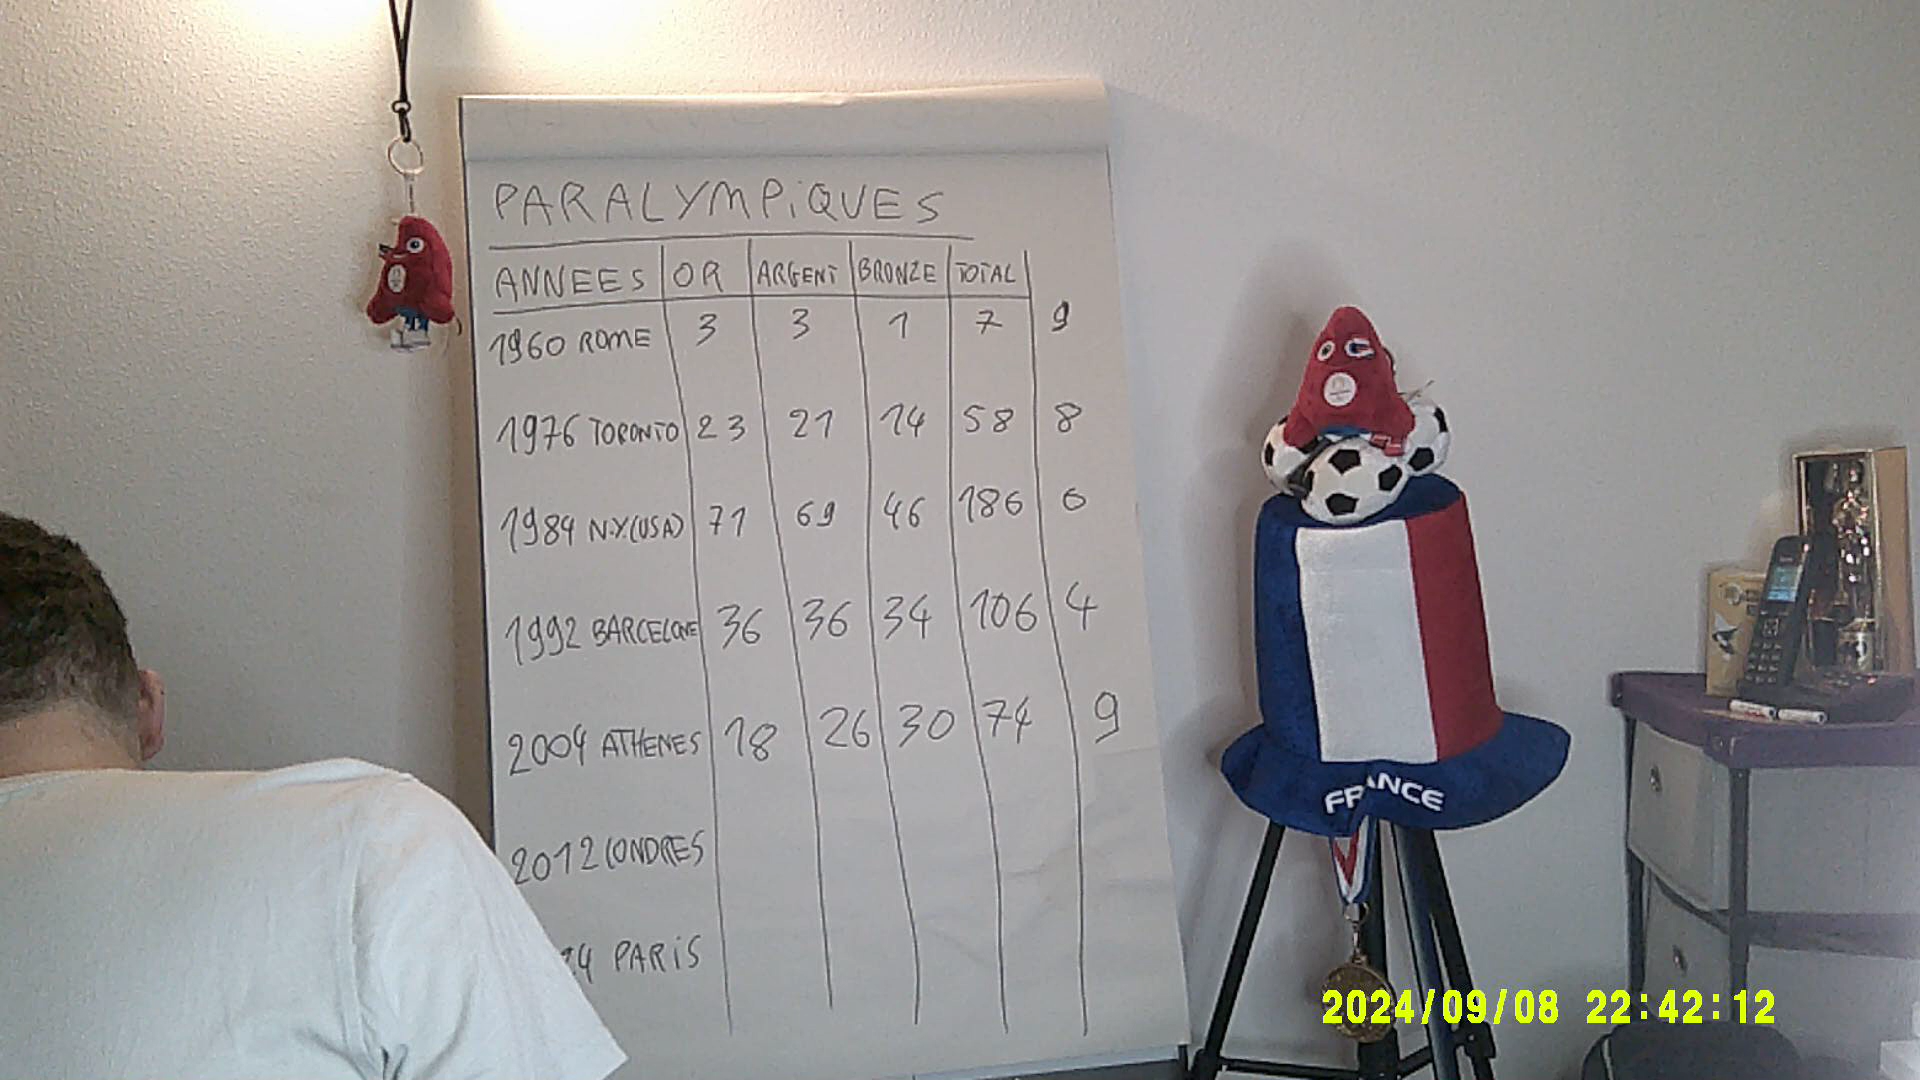 PARALYMPiQUES
ANNEES OR ARGENT BRONZE TOTAL
1960 ROME 3 3 1 7 9
1976 TORONTO 23 21 14 58 8
1984 N.Y.(USA) 71 69 46 186 6
1992 BARCELONE 36 36 34 106 4
2004 ATHENES 18 26 30 74 9
2012 LONDRES
24 PARiS
FRANCE
2024/09/08 22:42:12